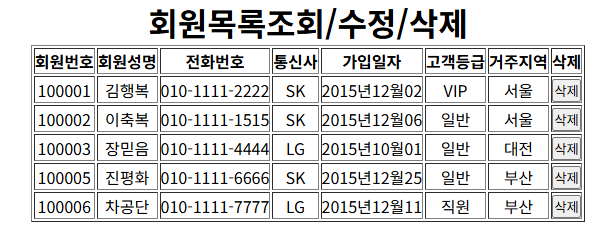 회원목록조회/수정/삭제
회원번호 회원성명 전화번호 통신사 가입일자 고객등급 거주지역 삭제
100001 김행복 010-1111-2222 SK 2015년12월02 VIP 서울 삭제
100002 이축복 010-1111-1515 SK 2015년12월06 일반 서울 삭제
100003 장믿음 010-1111-4444 LG 2015년10월01 일반 대전 삭제
100005 진평화 010-1111-6666 SK 2015년12월25 일반 부산 삭제
100006 차공단 010-1111-7777 LG 2015년12월11 직원 부산 삭제